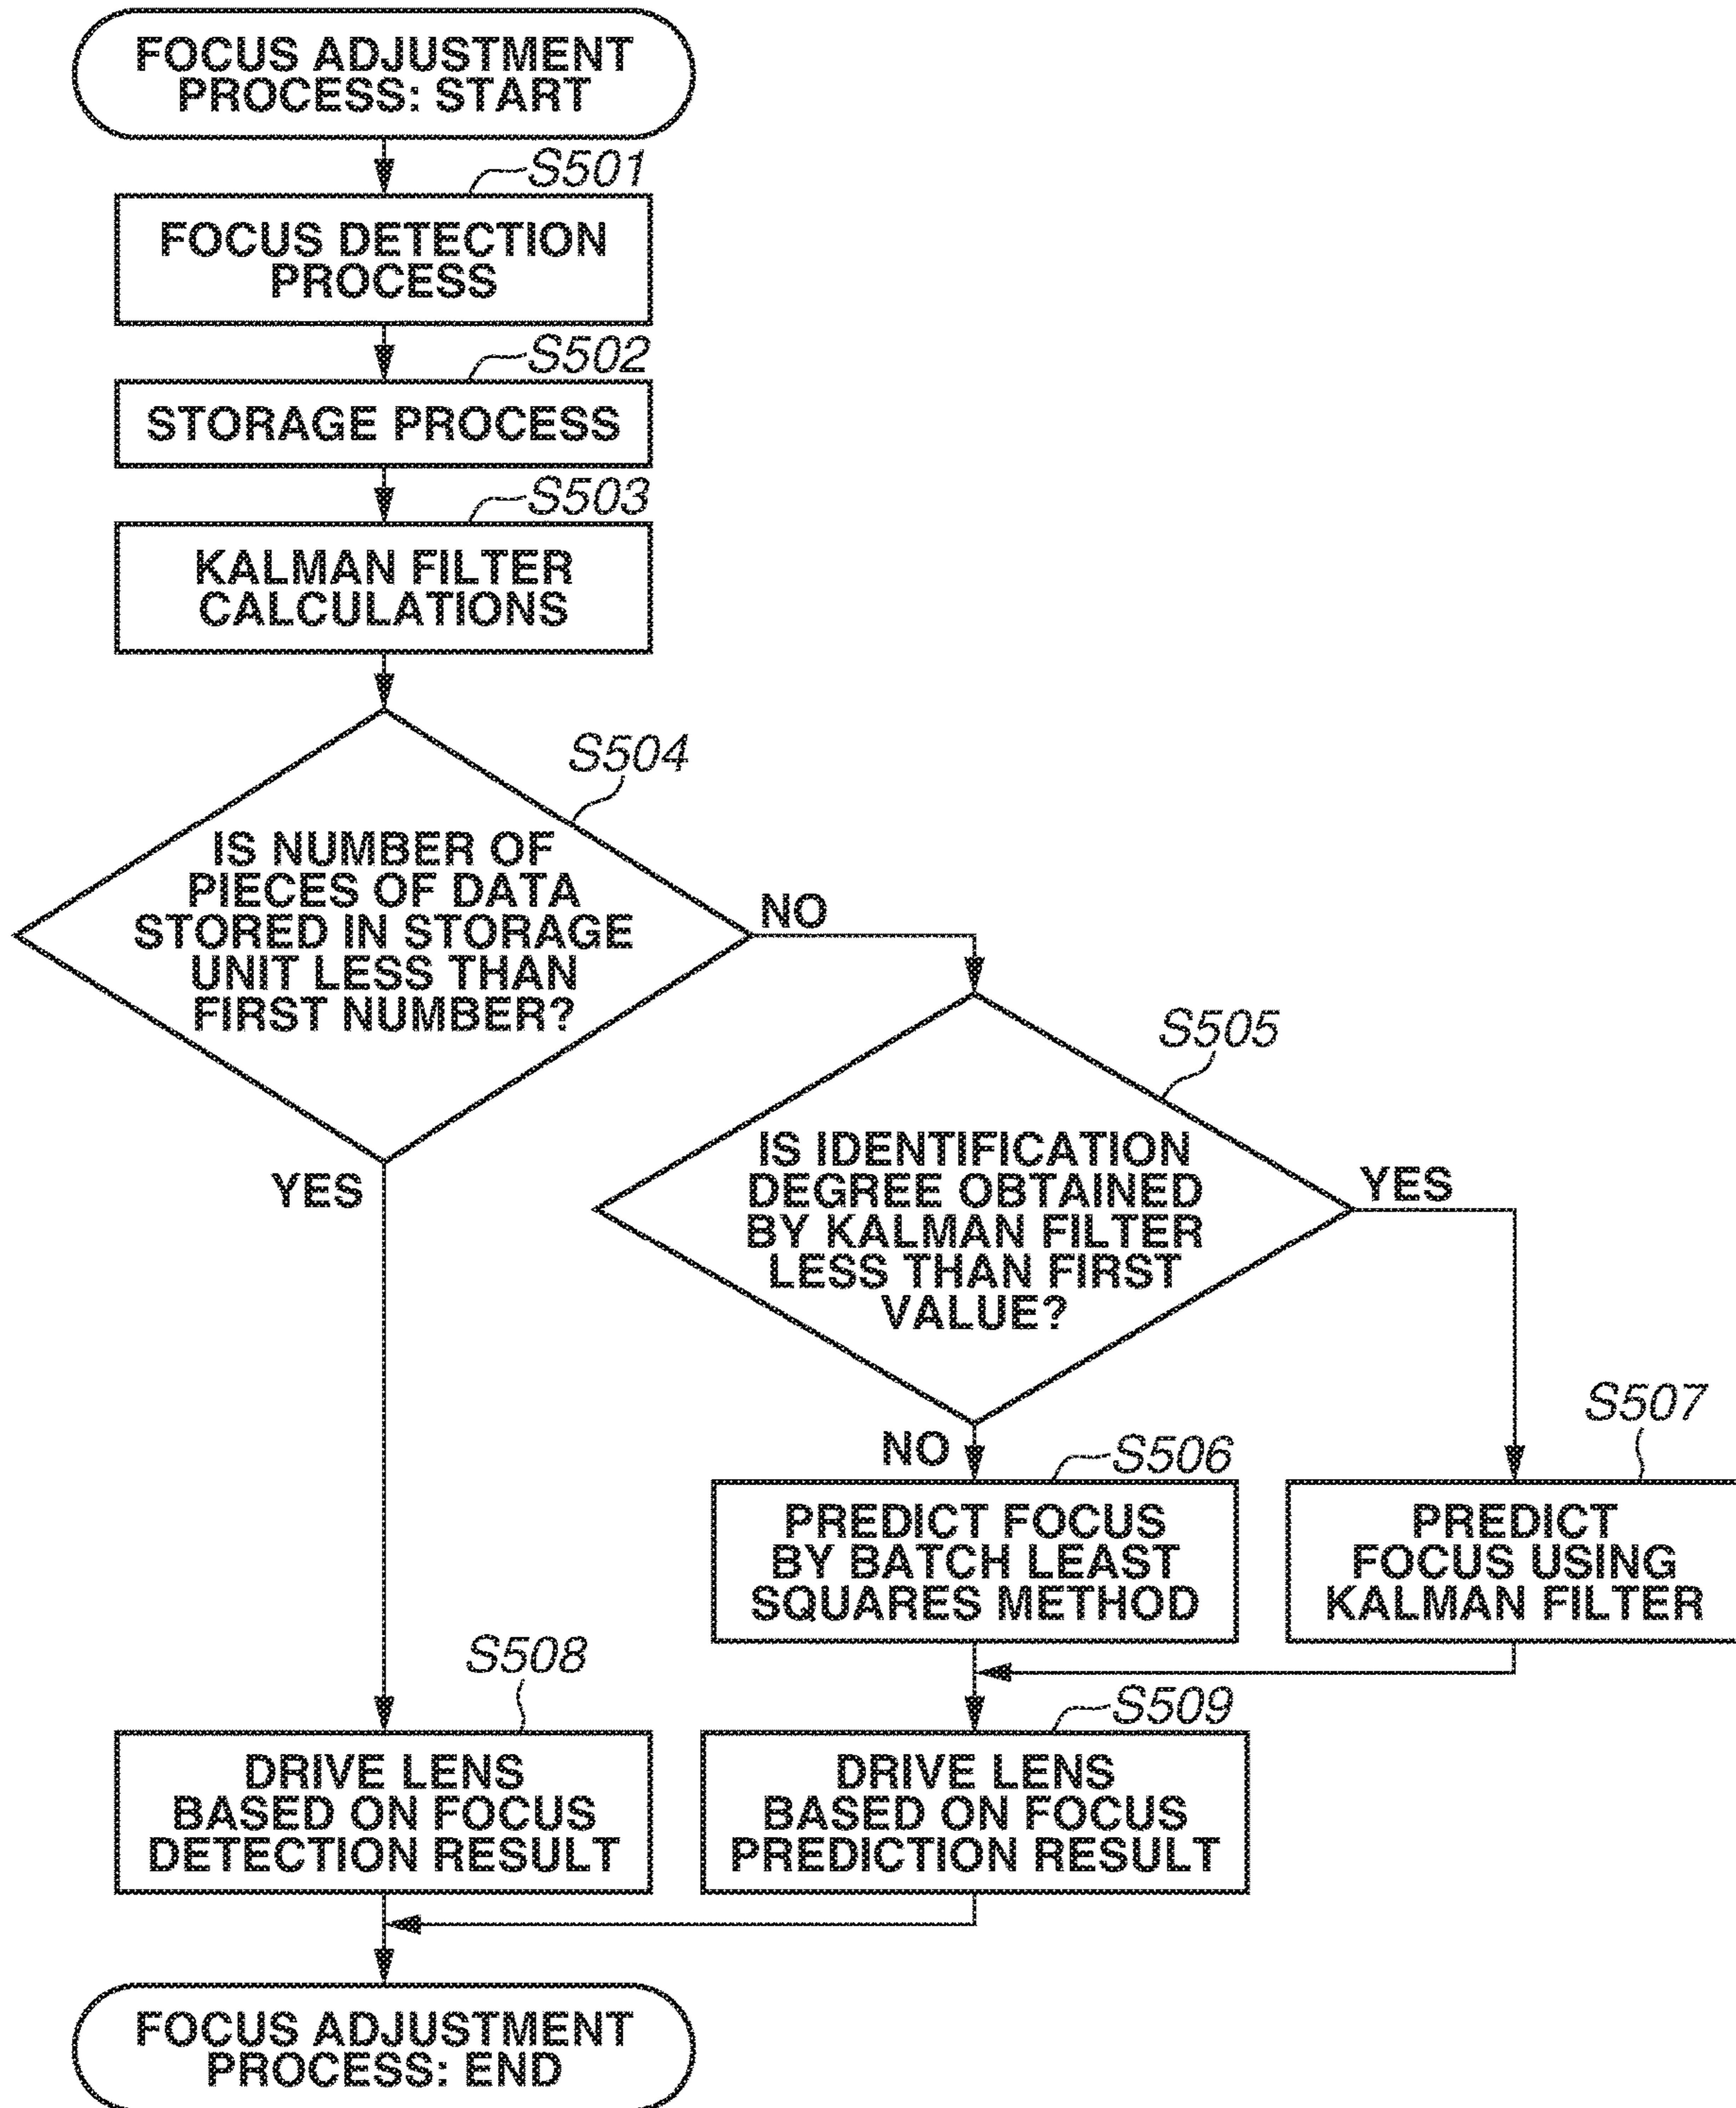 FOCUS ADJUSTMENT
PROCESS: START
S501
FOCUS DETECTION
PROCESS
S502
STORAGE PROCESS
S503
KALMAN FILTER
CALCULATIONS
S504
IS NUMBER OF
PIECES OF DATA
STORED IN STORAGE
UNIT LESS THAN
FIRST NUMBER?
NO
YES
S505
IS IDENTIFICATION
DEGREE OBTAINED
BY KALMAN FILTER
LESS THAN FIRST
VALUE?
YES
NO
S506
PREDICT FOCUS
BY BATCH LEAST
SQUARES METHOD
S507
PREDICT
FOCUS USING
KALMAN FILTER
S508
DRIVE LENS
BASED ON FOCUS
DETECTION RESULT
S509
DRIVE LENS
BASED ON FOCUS
PREDICTION RESULT
FOCUS ADJUSTMENT
PROCESS: END